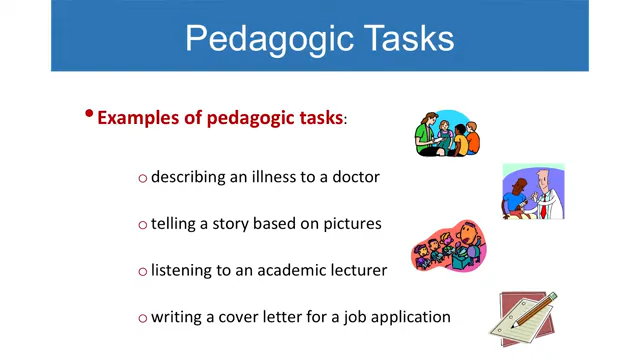 Pedagogic Tasks
•Examples of pedagogic tasks:
o describing an illness to a doctor
o telling a story based on pictures
o listening to an academic lecturer
o writing a cover letter for a job application